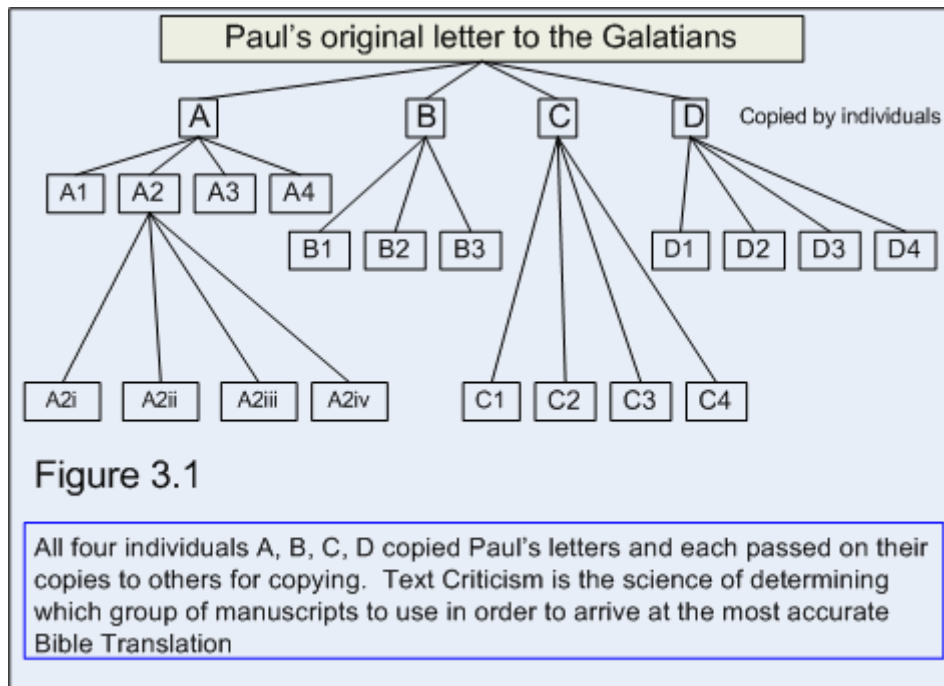 Paul's original letter to the Galatians
A B C D Copied by individuals
A1 A2 A3 A4
B1 B2 B3 D1 D2 D3 D4
A2i A2ii A2iii A2iv C1 C2 C3 C4
Figure 3.1
All four individuals A, B, C, D copied Paul's letters and each passed on their
copies to others for copying.  Text Criticism is the science of determining
which group of manuscripts to use in order to arrive at the most accurate
Bible Translation